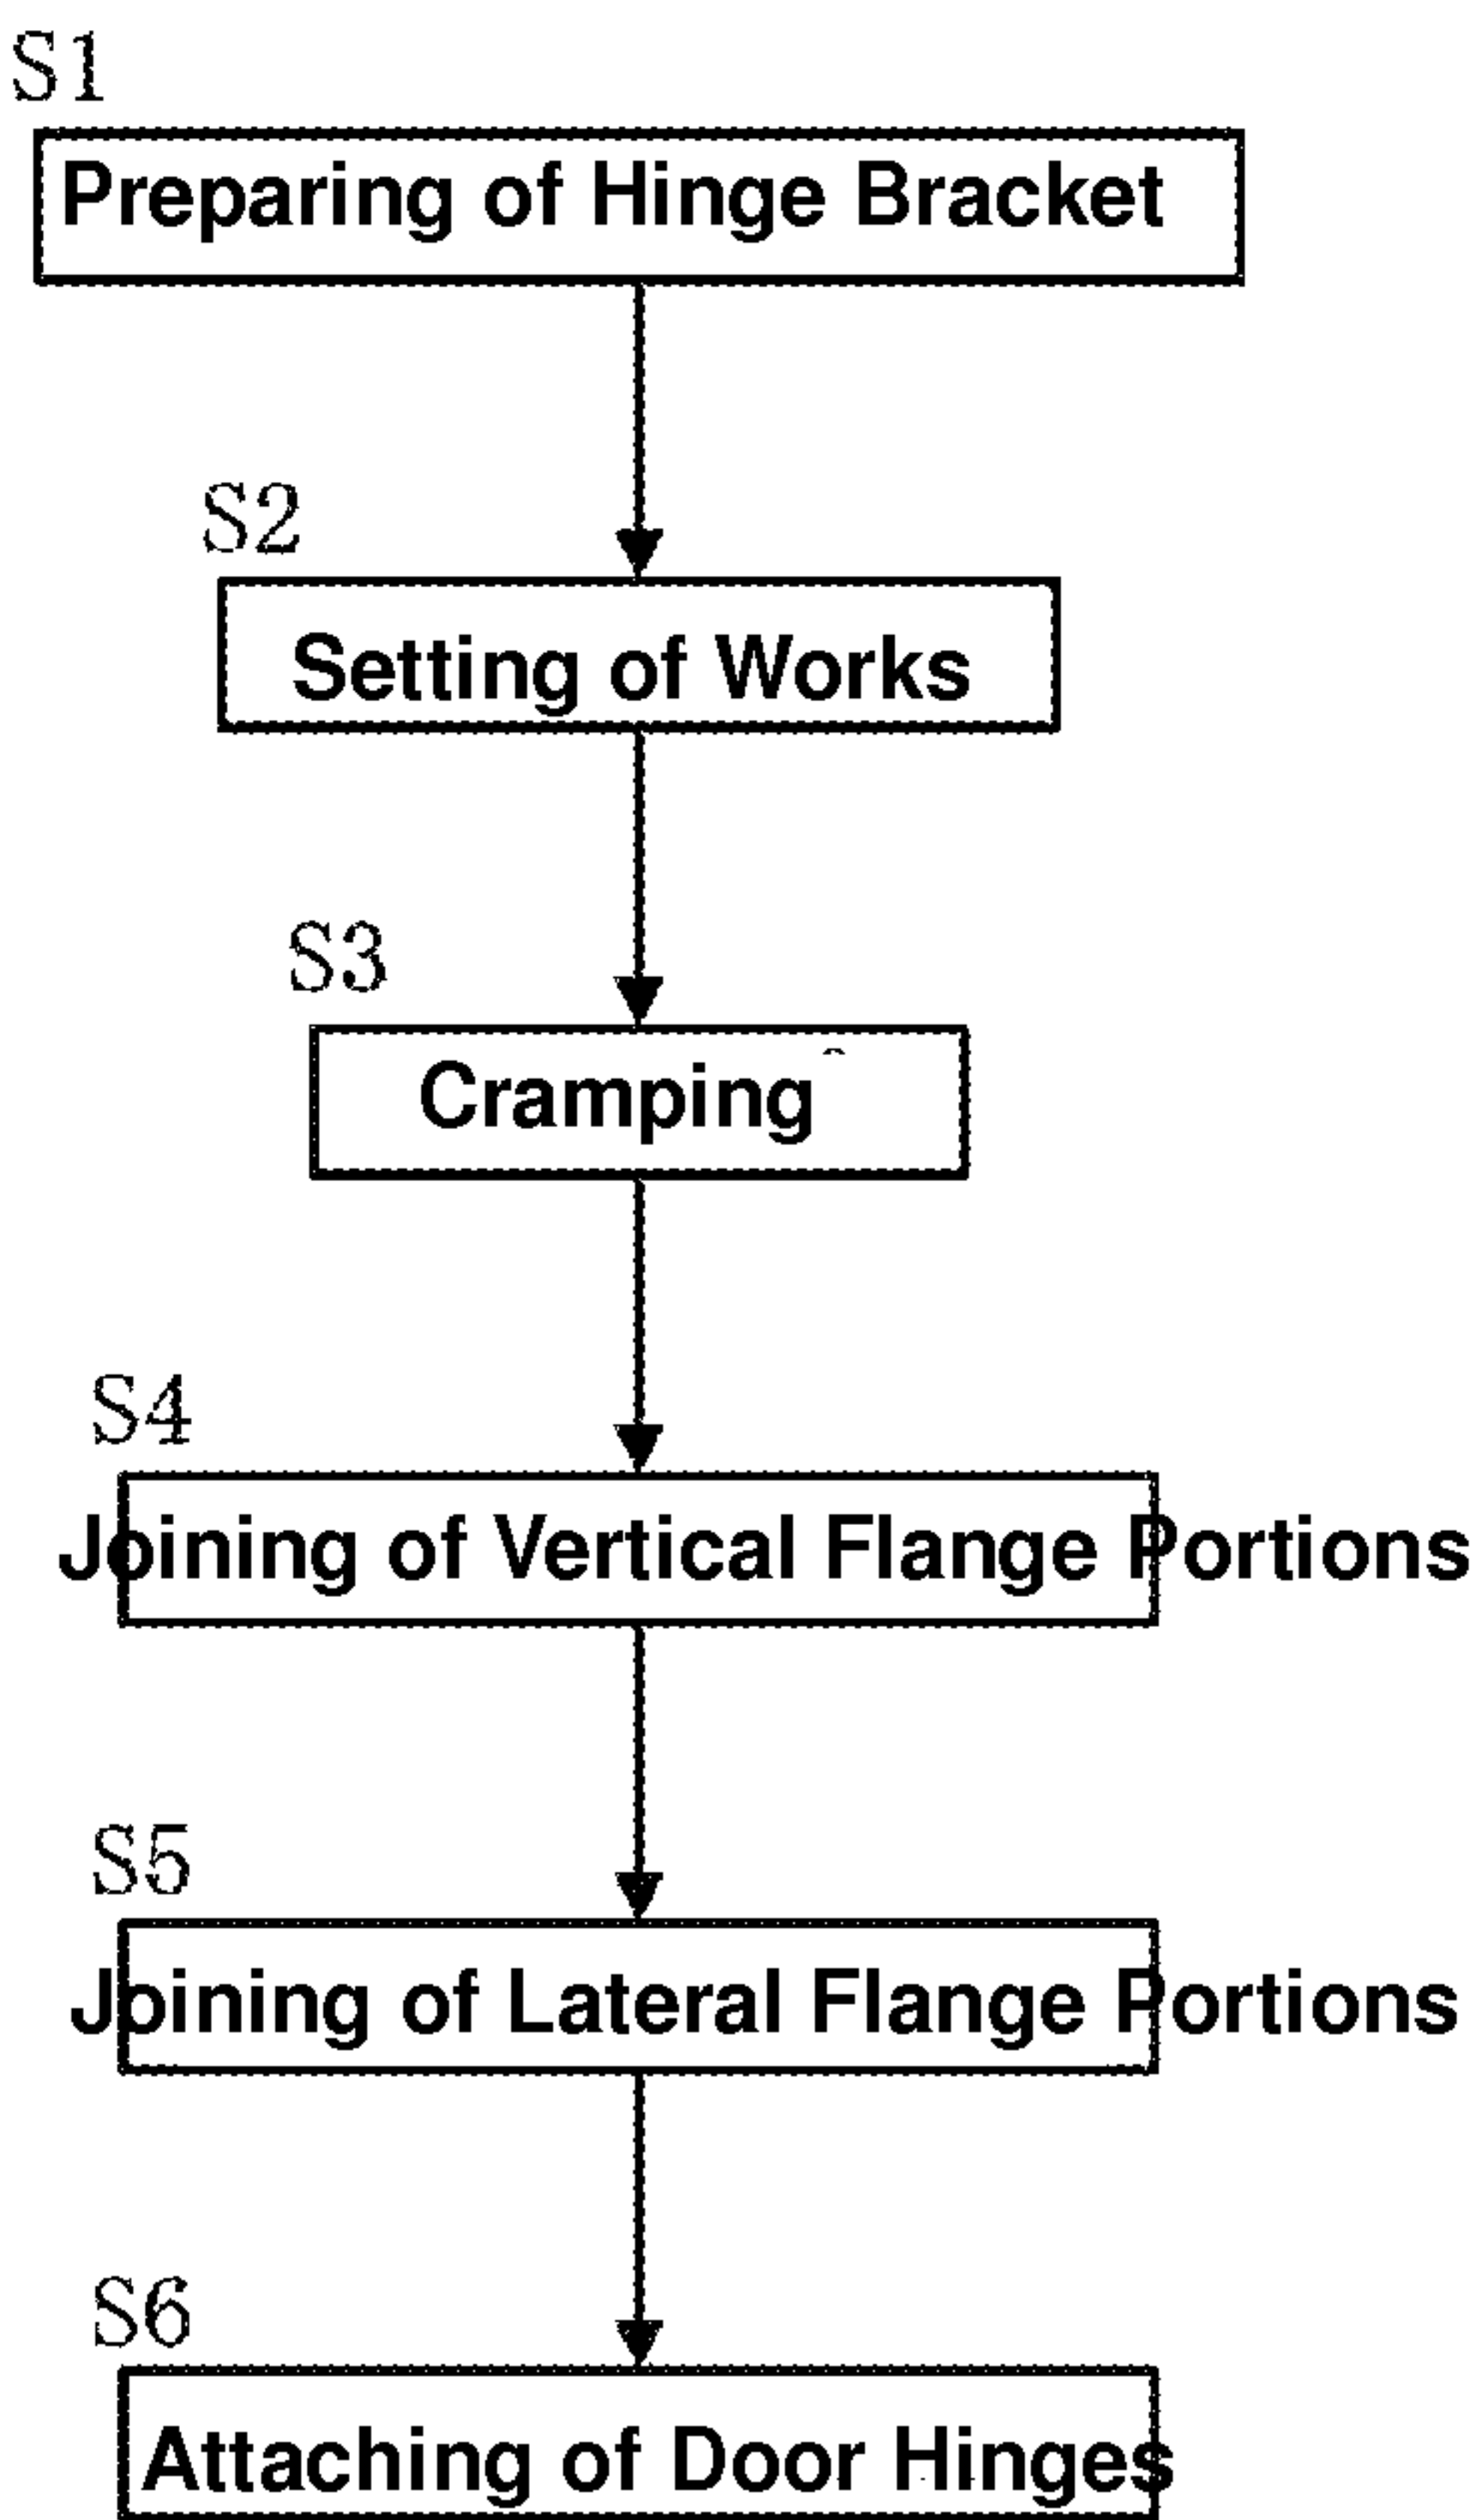 S1
Preparing of Hinge Bracket
S2
Setting of Works
S3
Cramping
S4
Joining of Vertical Flange Portions
S5
Joining of Lateral Flange Portions
S6
Attaching of Door Hinges